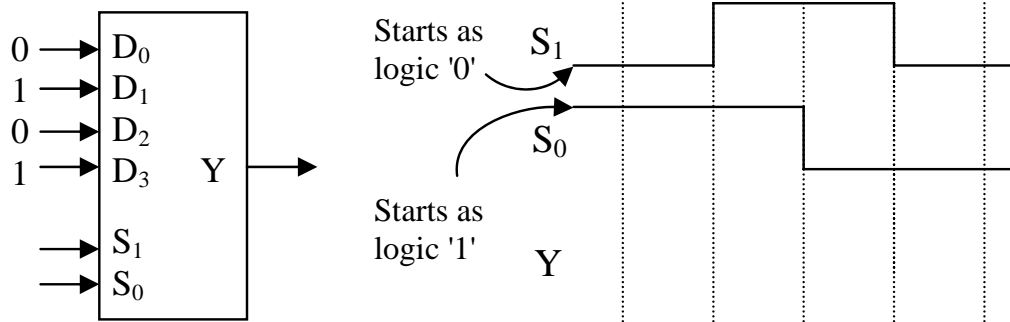 0 D₀
1 D₁
0 D₂
1 D₃ Y
S₁
S₀
Starts as
logic '0'
S₁
S₀
Starts as
logic '1'
Y